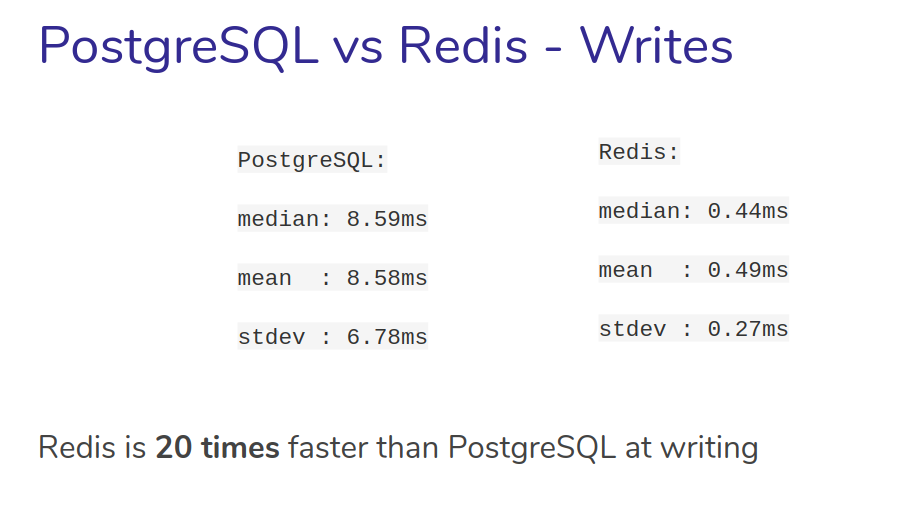 PostgreSQL vs Redis - Writes
PostgreSQL:
median: 8.59ms
mean  : 8.58ms
stdev : 6.78ms
Redis:
median: 0.44ms
mean  : 0.49ms
stdev : 0.27ms
Redis is 20 times faster than PostgreSQL at writing